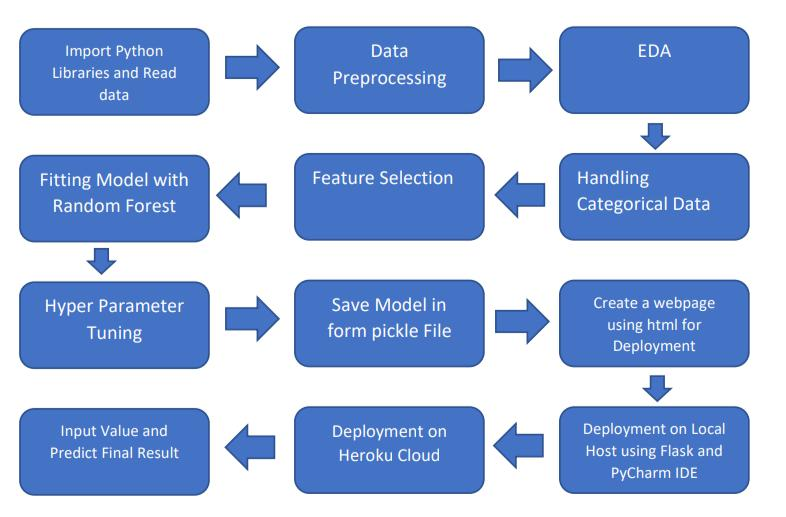 Import Python
Libraries and Read
data
Data
Preprocessing
EDA
Handling
Categorical Data
Feature Selection
Fitting Model with
Random Forest
Hyper Parameter
Tuning
Save Model in
form pickle File
Create a webpage
using html for
Deployment
Deployment on Local
Host using Flask and
PyCharm IDE
Deployment on
Heroku Cloud
Input Value and
Predict Final Result